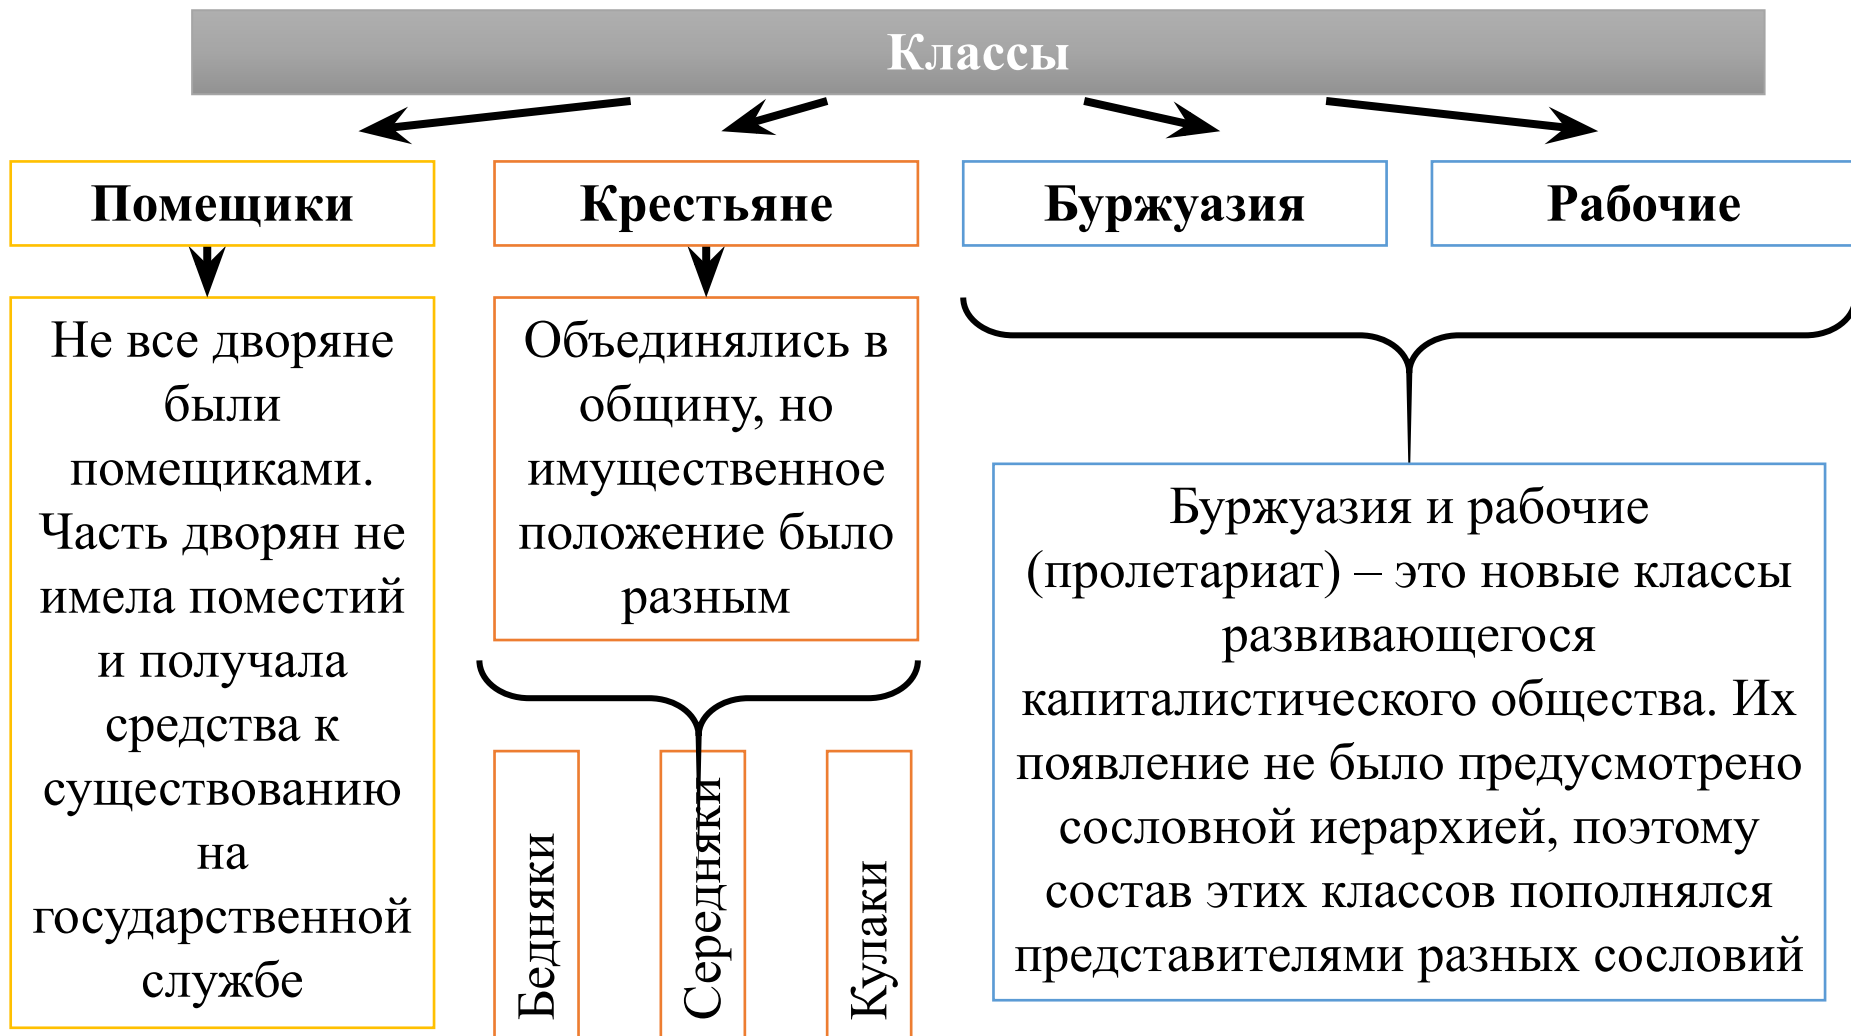 Классы
Помещики
Крестьяне
Буржуазия
Рабочие
Не все дворяне
были
помещиками.
Часть дворян не
имела поместий
и получала
средства к
существованию
на
государственной
службе
Объединялись в
общину, но
имущественное
положение было
разным
Бедняки
Середняки
Кулаки
Буржуазия и рабочие
(пролетариат) – это новые классы
развивающегося
капиталистического общества. Их
появление не было предусмотрено
сословной иерархией, поэтому
состав этих классов пополнялся
представителями разных сословий